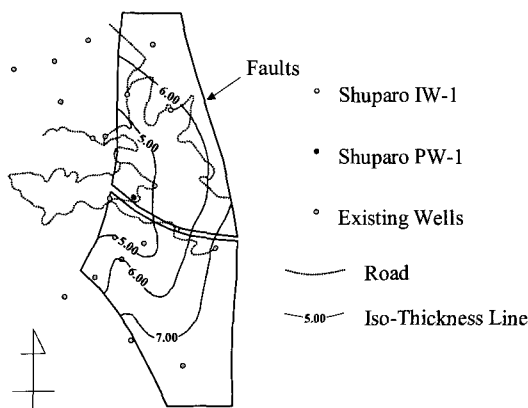 6.00
Faults
5.00
5.00
6.00
7.00
Shuparo IW-1
Shuparo PW-1
Existing Wells
Road
5.00 Iso-Thickness Line